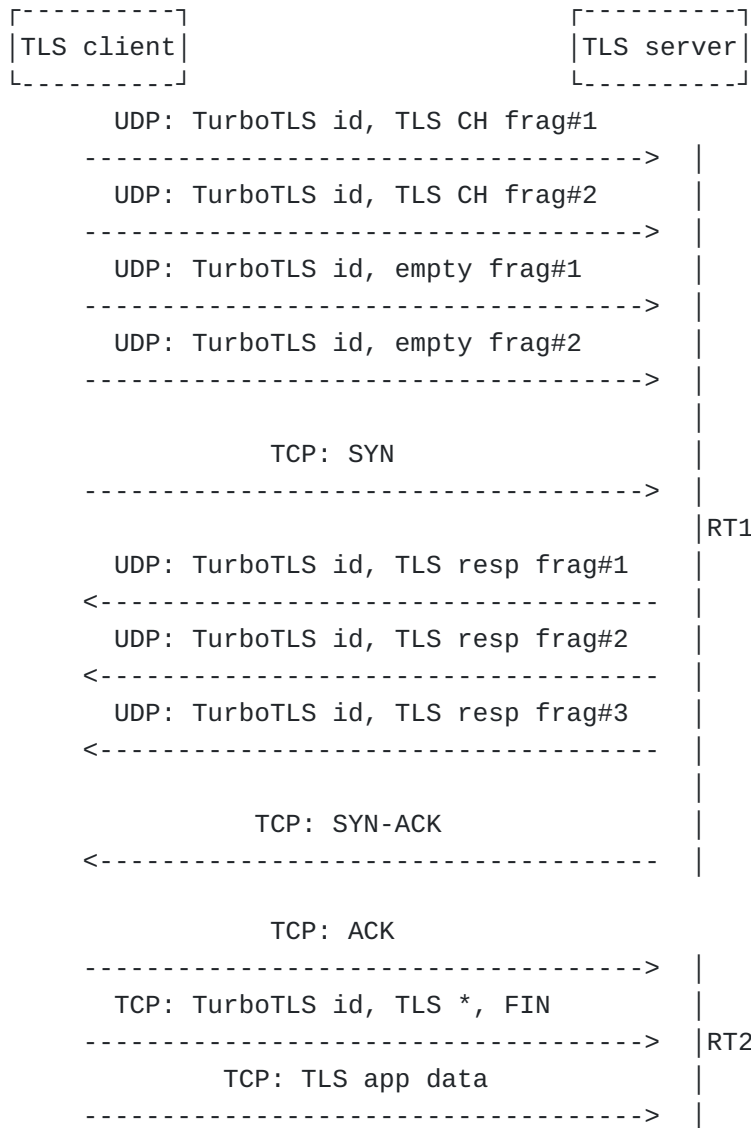 TLS client TLS server
UDP: TurboTLS id, TLS CH frag#1
UDP: TurboTLS id, TLS CH frag#2
UDP: TurboTLS id, empty frag#1
UDP: TurboTLS id, empty frag#2
TCP: SYN
RT1
UDP: TurboTLS id, TLS resp frag#1
UDP: TurboTLS id, TLS resp frag#2
UDP: TurboTLS id, TLS resp frag#3
TCP: SYN-ACK
TCP: ACK
TCP: TurboTLS id, TLS *, FIN
RT2
TCP: TLS app data